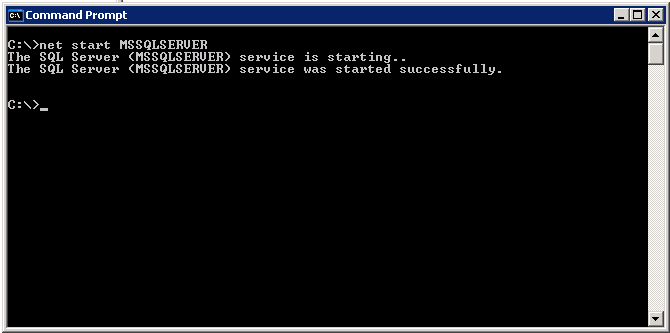 Command Prompt
C:\>net start MSSQLSERVER
The SQL Server (MSSQLSERVER) service is starting..
The SQL Server (MSSQLSERVER) service was started successfully.
C:\>_